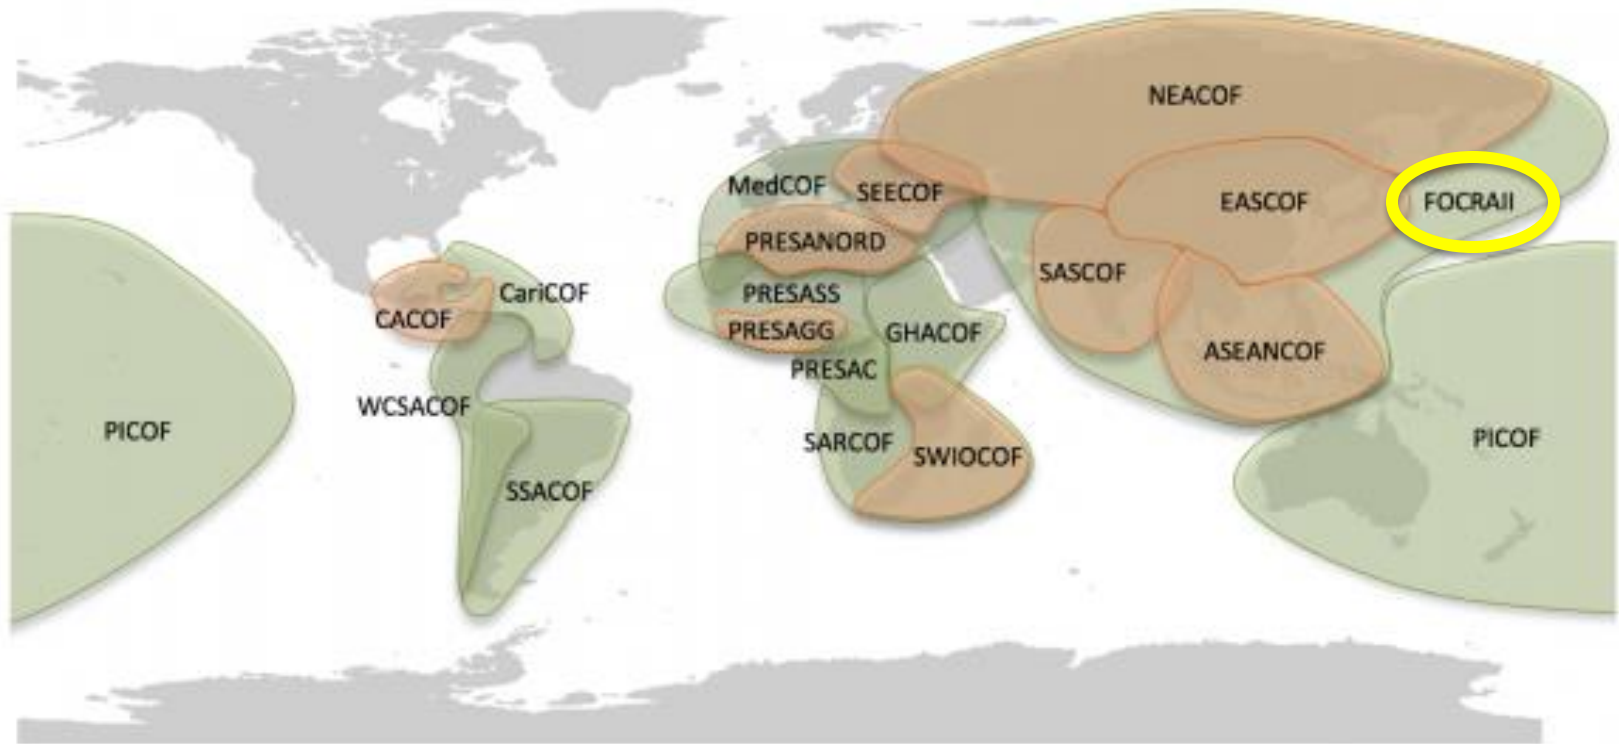 NEACOF
MedCOF
SEECOF
EASCOF
FOCRAII
PRESANORD
SASCOF
PRESASS
CariCOF
CACOF
PRESAGG
GHACOF
ASEANCOF
PRESAC
WCSACOF
PICOF
SARCOF
SWIOCOF
PICOF
SSACOF